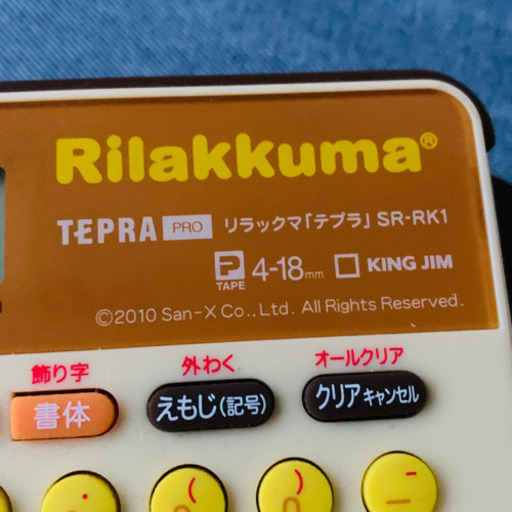 Rilakkuma®
TEPRA PRO リラックマ「テプラ」 SR-RK1
P TAPE 4-18mm KING JIM
©2010 San-X Co., Ltd. All Rights Reserved.
飾り字 外わく オールクリア
書体 えもじ(記号) クリアキャンセル
・ ( ) -